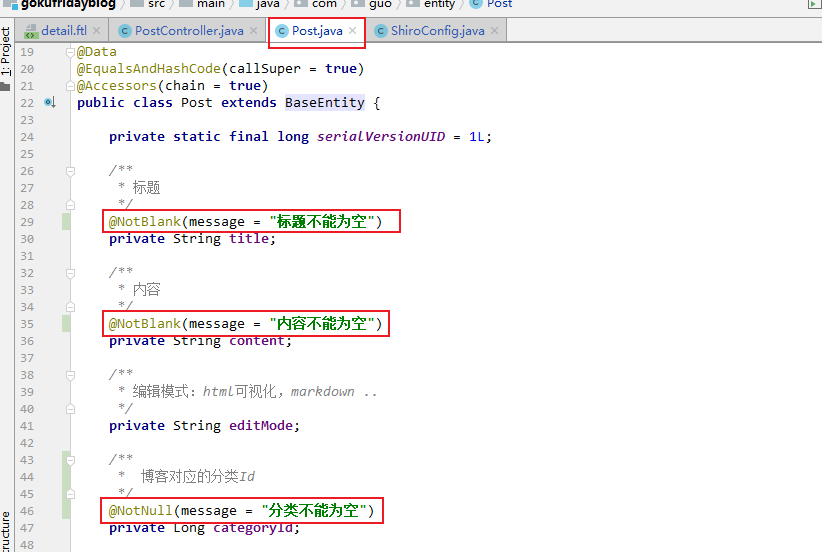 gokufridayblog src main java com guo entity Post
detail.ftl PostController.java Post.java ShiroConfig.java
1: Project
19 @Data
20 @EqualsAndHashCode(callSuper = true)
21 @Accessors(chain = true)
22 public class Post extends BaseEntity {
23
24 private static final long serialVersionUID = 1L;
25
26 /**
27 * 标题
28 */
29 @NotBlank(message = "标题不能为空")
30 private String title;
31
32 /**
33 * 内容
34 */
35 @NotBlank(message = "内容不能为空")
36 private String content;
37
38 /**
39 * 编辑模式：html可视化，markdown ..
40 */
41 private String editMode;
42
43 /**
44 * 博客对应的分类Id
45 */
46 @NotNull(message = "分类不能为空")
47 private Long categoryId;
48